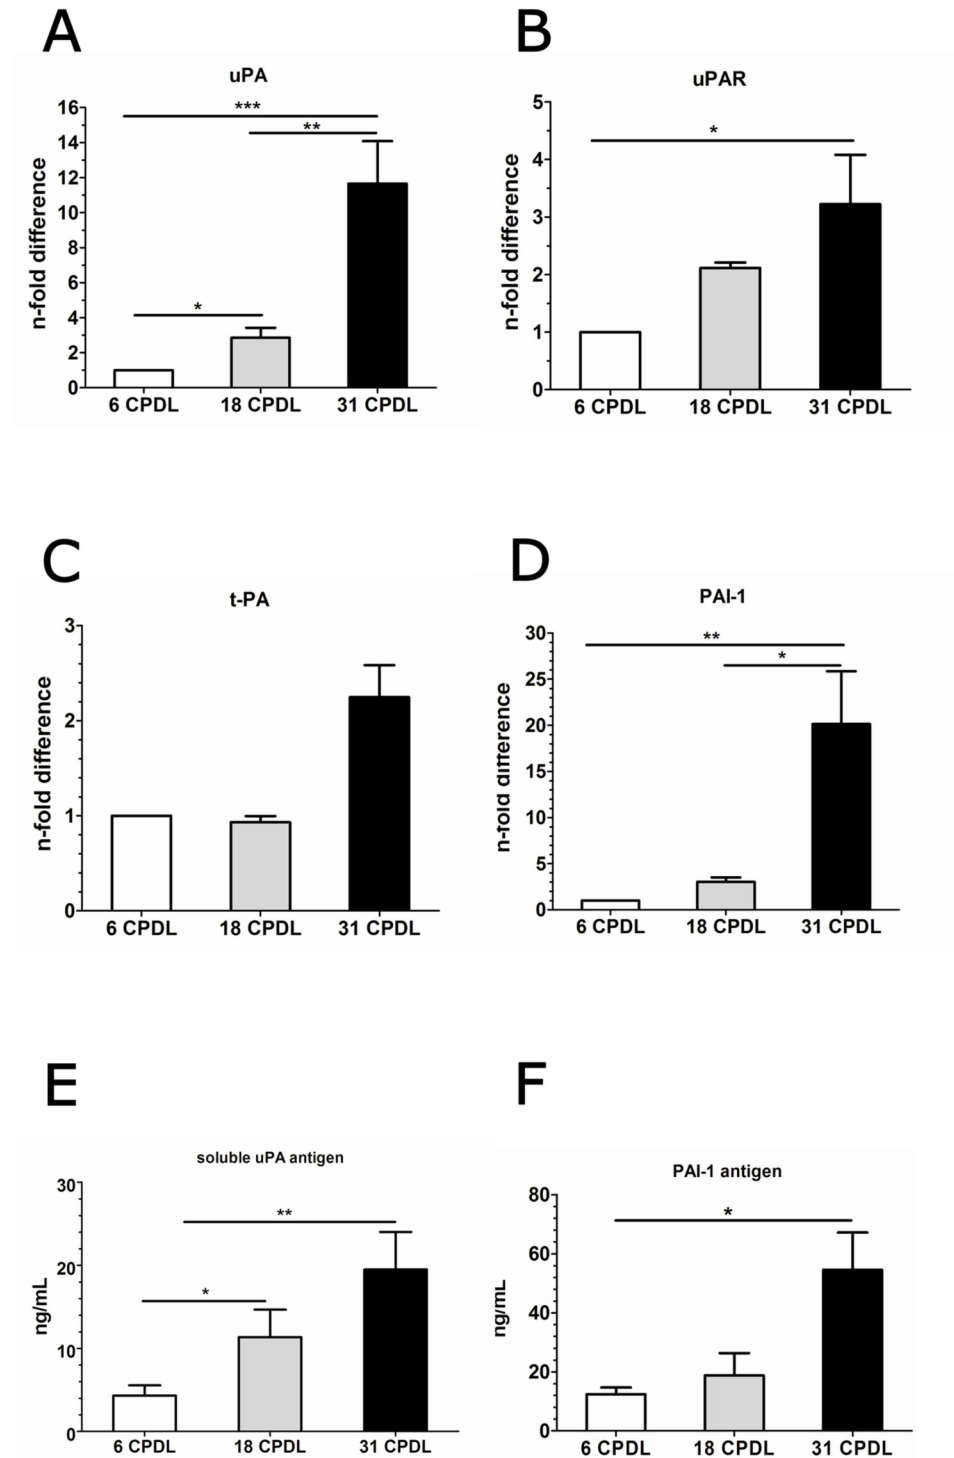 A
uPA
n-fold difference
16
14
12
10
8
6
4
2
0
***
**
*
6 CPDL 18 CPDL 31 CPDL
B
uPAR
n-fold difference
5
4
3
2
1
0
*
6 CPDL 18 CPDL 31 CPDL
C
t-PA
n-fold difference
3
2
1
0
6 CPDL 18 CPDL 31 CPDL
D
PAI-1
n-fold difference
30
25
20
15
10
5
0
**
*
6 CPDL 18 CPDL 31 CPDL
E
soluble uPA antigen
ng/mL
30
20
10
0
**
*
6 CPDL 18 CPDL 31 CPDL
F
PAI-1 antigen
ng/mL
80
60
40
20
0
*
6 CPDL 18 CPDL 31 CPDL